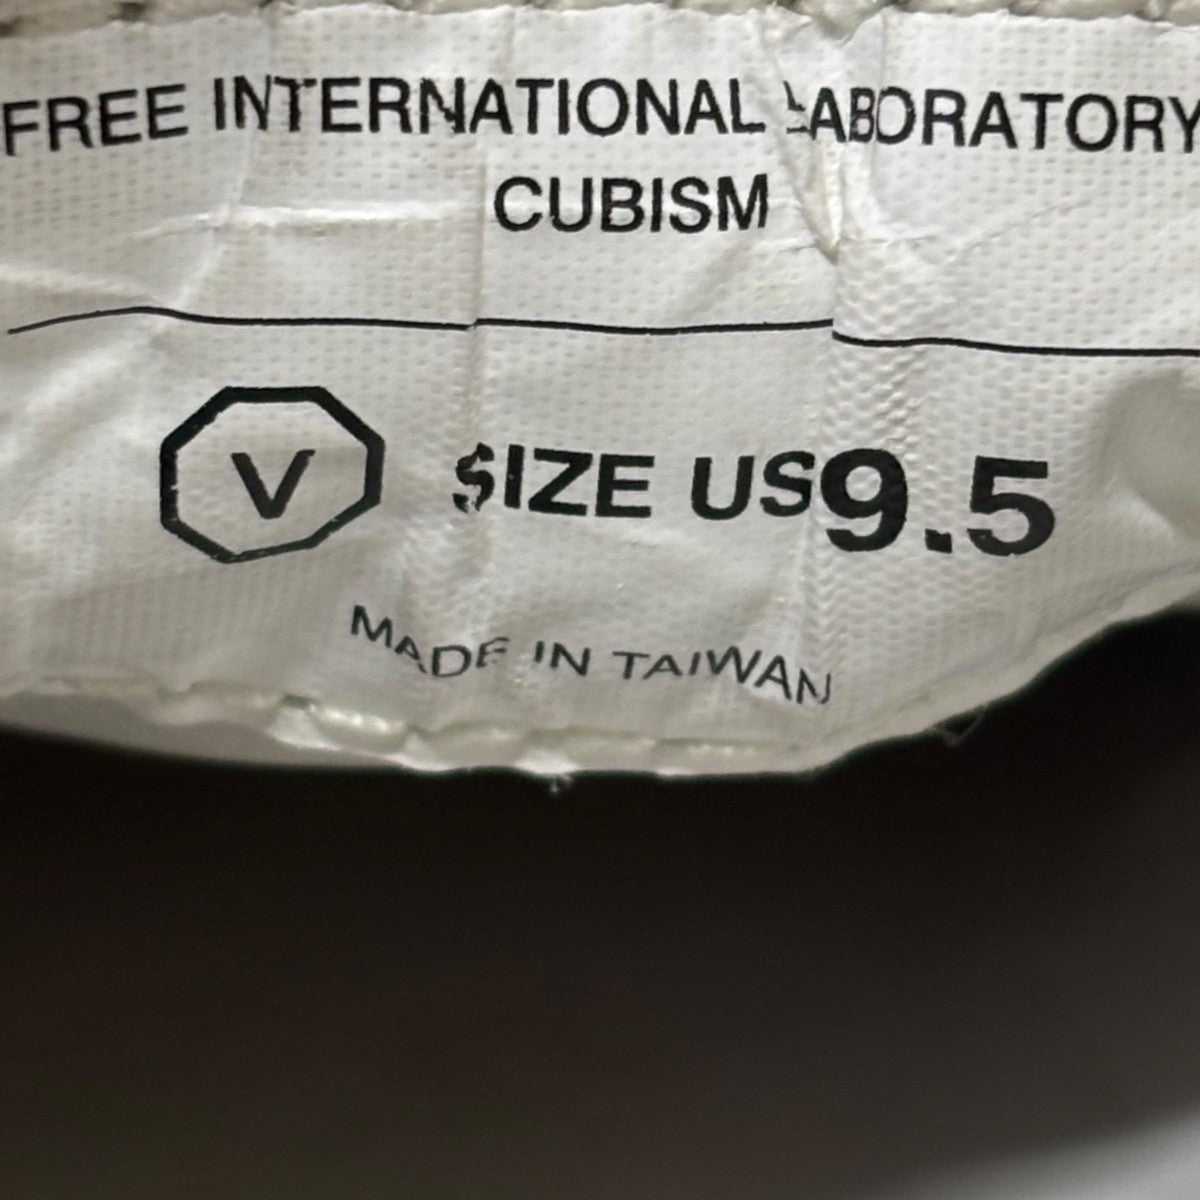 FREE INTERNATIONAL LABORATORY
CUBISM
V SIZE US9.5
MADE IN TAIWAN